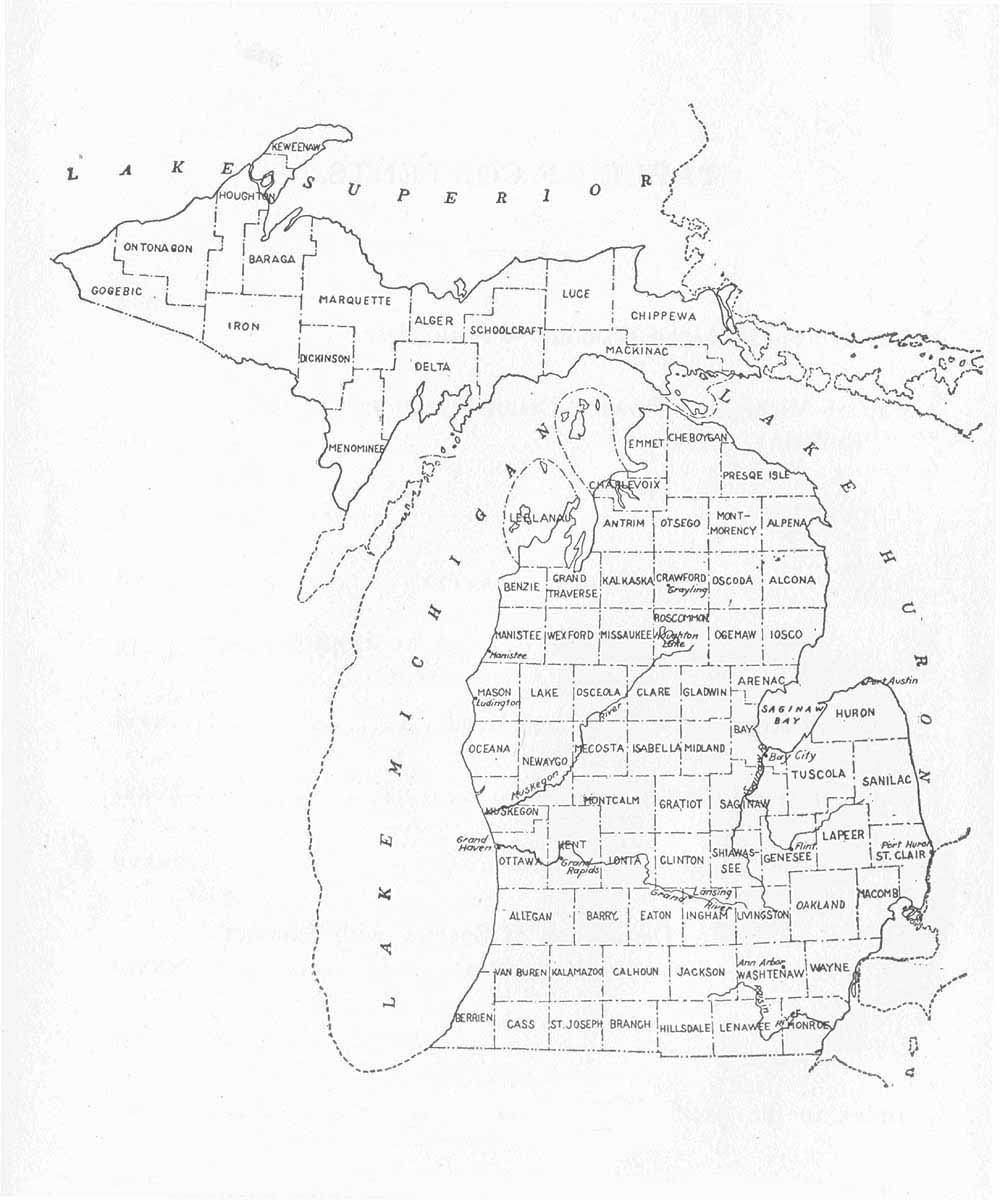 LAKE SUPERIOR
KEWEENAW
HOUGHTON
ONTONAGON
BARAGA
GOGEBIC
MARQUETTE
LUCE
ALGER
CHIPPEWA
IRON
SCHOOLCRAFT
MACKINAC
DICKINSON
DELTA
MENOMINEE
LAKE MICHIGAN
LAKE HURON
EMMET
CHEBOYGAN
PRESQE ISLE
CHARLEVOIX
LEELANAU
ANTRIM
OTSEGO
MONT-
MORENCY
ALPENA
BENZIE
GRAND
TRAVERSE
KALKASKA
CRAWFORD
Grayling
OSCODA
ALCONA
MANISTEE
Manistee
WEXFORD
MISSAUKEE
ROSCOMMON
Houghton
Lake
OGEMAW
IOSCO
MASON
Ludington
LAKE
OSCEOLA
CLARE
GLADWIN
ARENAC
Port Austin
SAGINAW
BAY
HURON
Muskegon
River
OCEANA
NEWAYGO
MECOSTA
ISABELLA
MIDLAND
BAY
Bay City
TUSCOLA
SANILAC
MUSKEGON
MONTCALM
GRATIOT
SAGINAW
LAPEER
Grand
Haven
OTTAWA
KENT
Grand
Rapids
IONIA
CLINTON
SHIAWAS-
SEE
Flint
GENESEE
Port Huron
ST. CLAIR
Grand
River
Lansing
ALLEGAN
BARRY
EATON
INGHAM
LIVINGSTON
OAKLAND
MACOMB
VAN BUREN
KALAMAZOO
CALHOUN
JACKSON
Ann Arbor
WASHTENAW
WAYNE
BERRIEN
CASS
ST. JOSEPH
BRANCH
HILLSDALE
LENAWEE
Raisin
River
MONROE